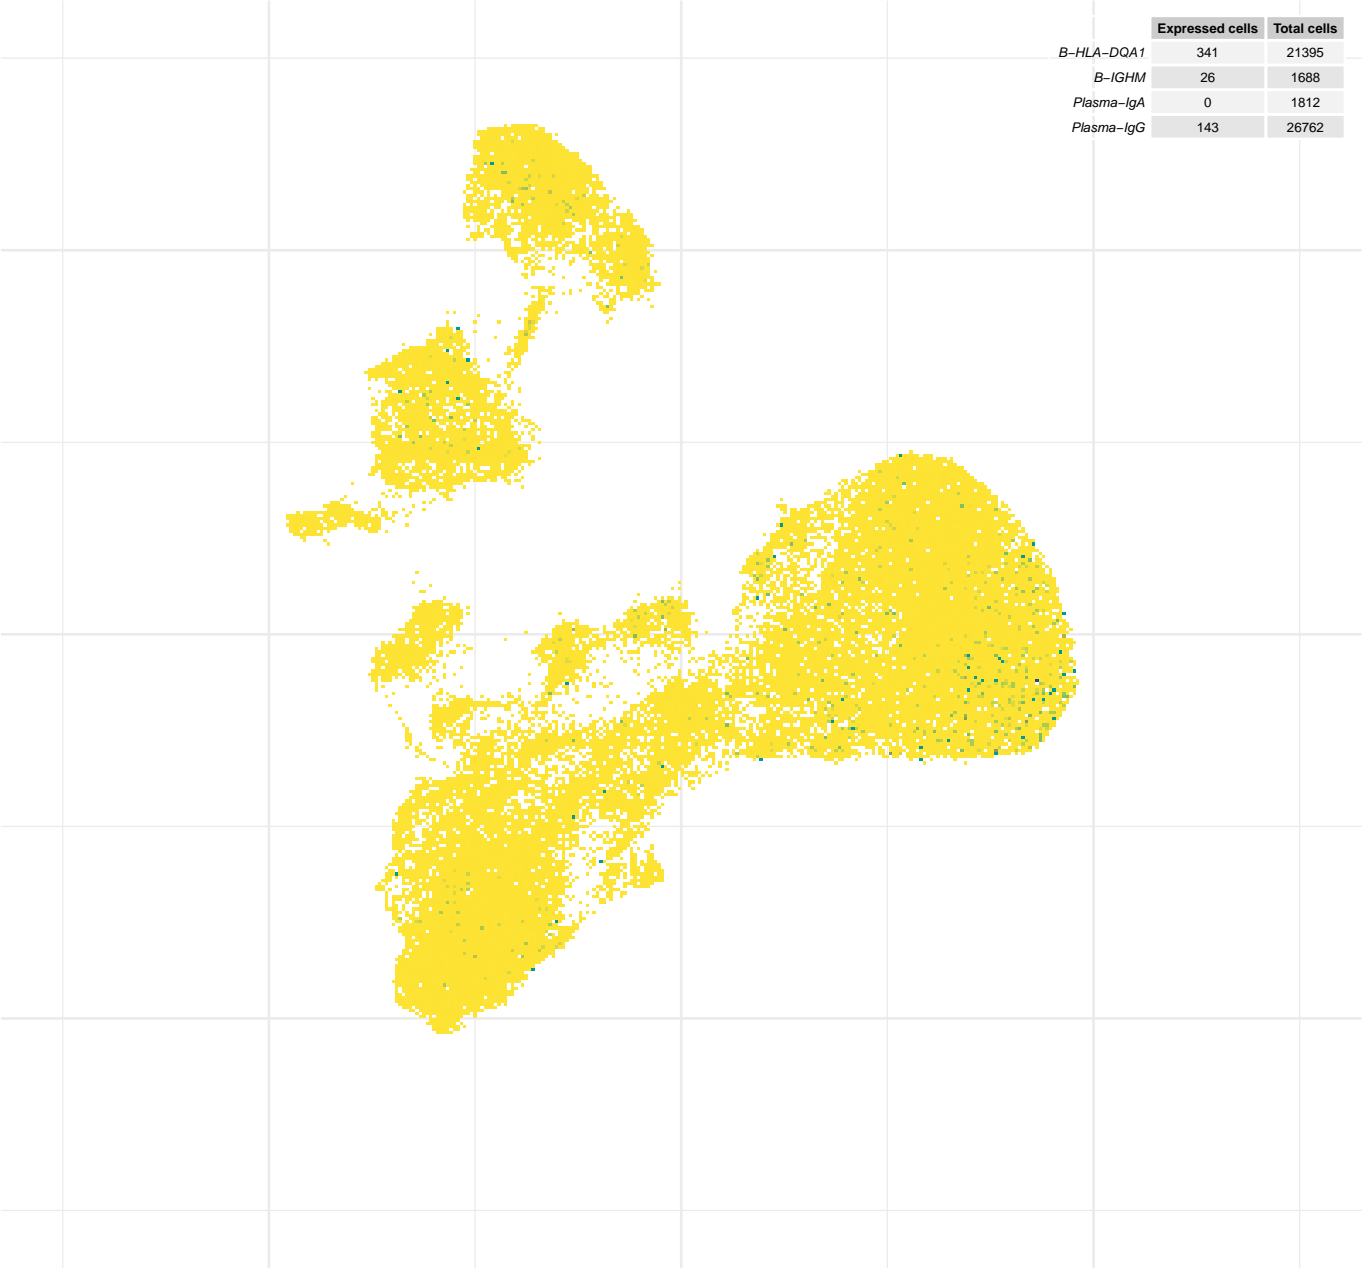 Expressed cells Total cells
B−HLA−DQA1 341 21395
B−IGHM 26 1688
Plasma−IgA 0 1812
Plasma−IgG 143 26762